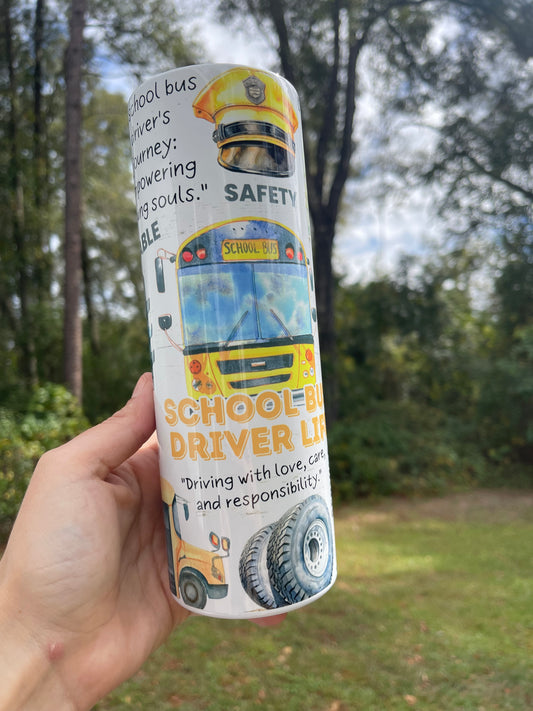 school bus
driver's
journey:
powering
ng souls."
SAFETY
BLE
SCHOOL BUS
SCHOOL BU
DRIVER LIF
"Driving with love, care,
and responsibility."